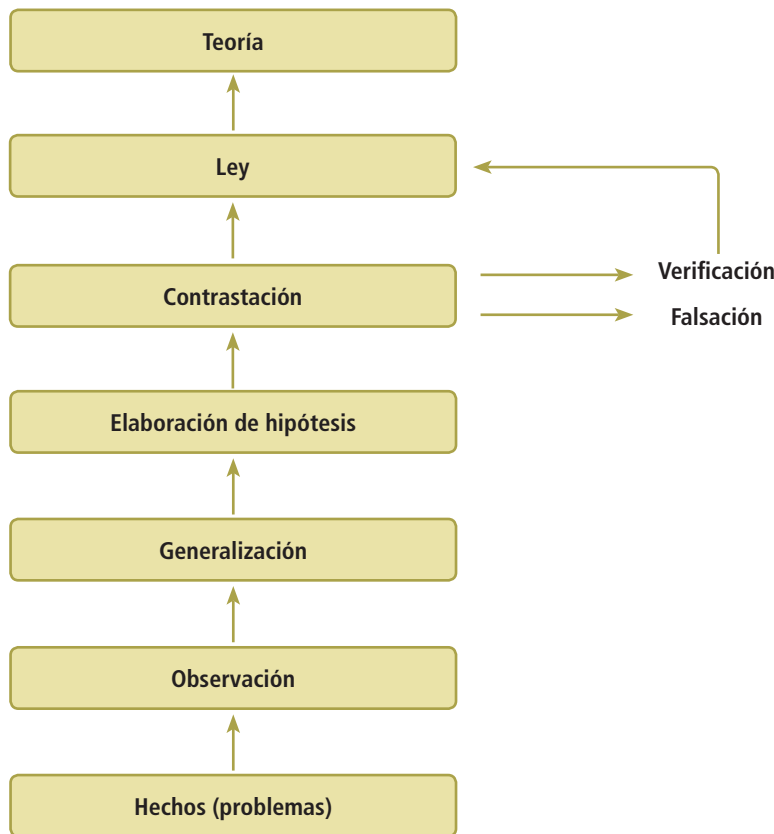 Teoría
Ley
Contrastación
Verificación
Falsación
Elaboración de hipótesis
Generalización
Observación
Hechos (problemas)